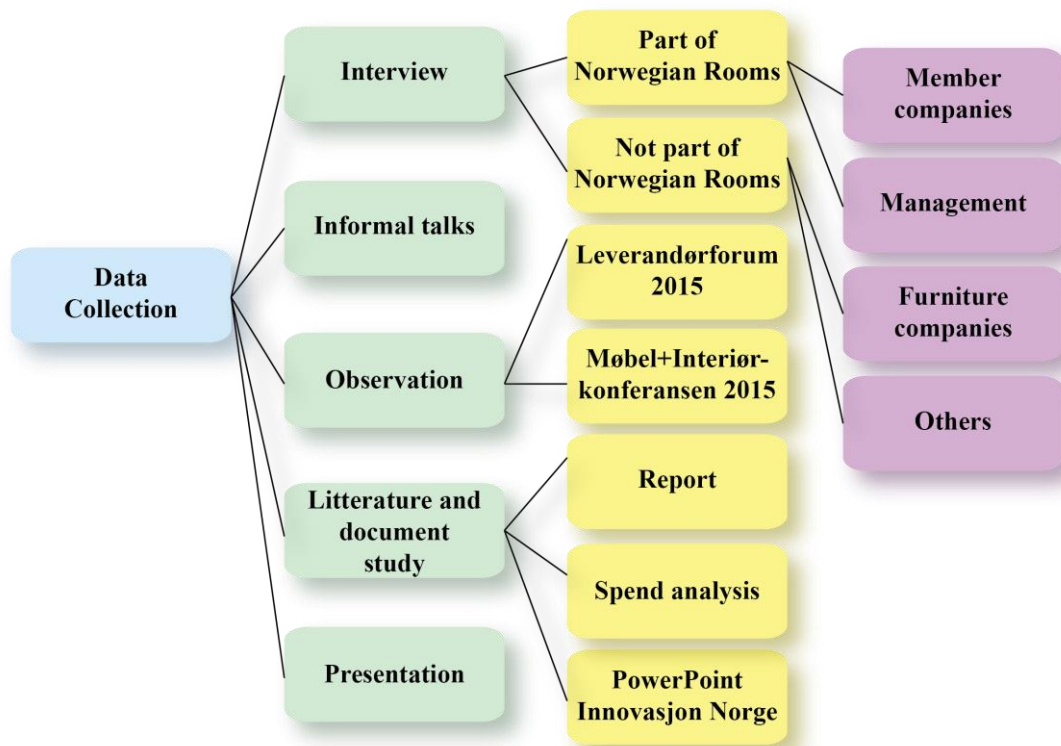 Data
Collection
Interview
Informal talks
Observation
Litterature and
document
study
Presentation
Part of
Norwegian Rooms
Not part of
Norwegian Rooms
Leverandørforum
2015
Møbel+Interiør-
konferansen 2015
Report
Spend analysis
PowerPoint
Innovasjon Norge
Member
companies
Management
Furniture
companies
Others